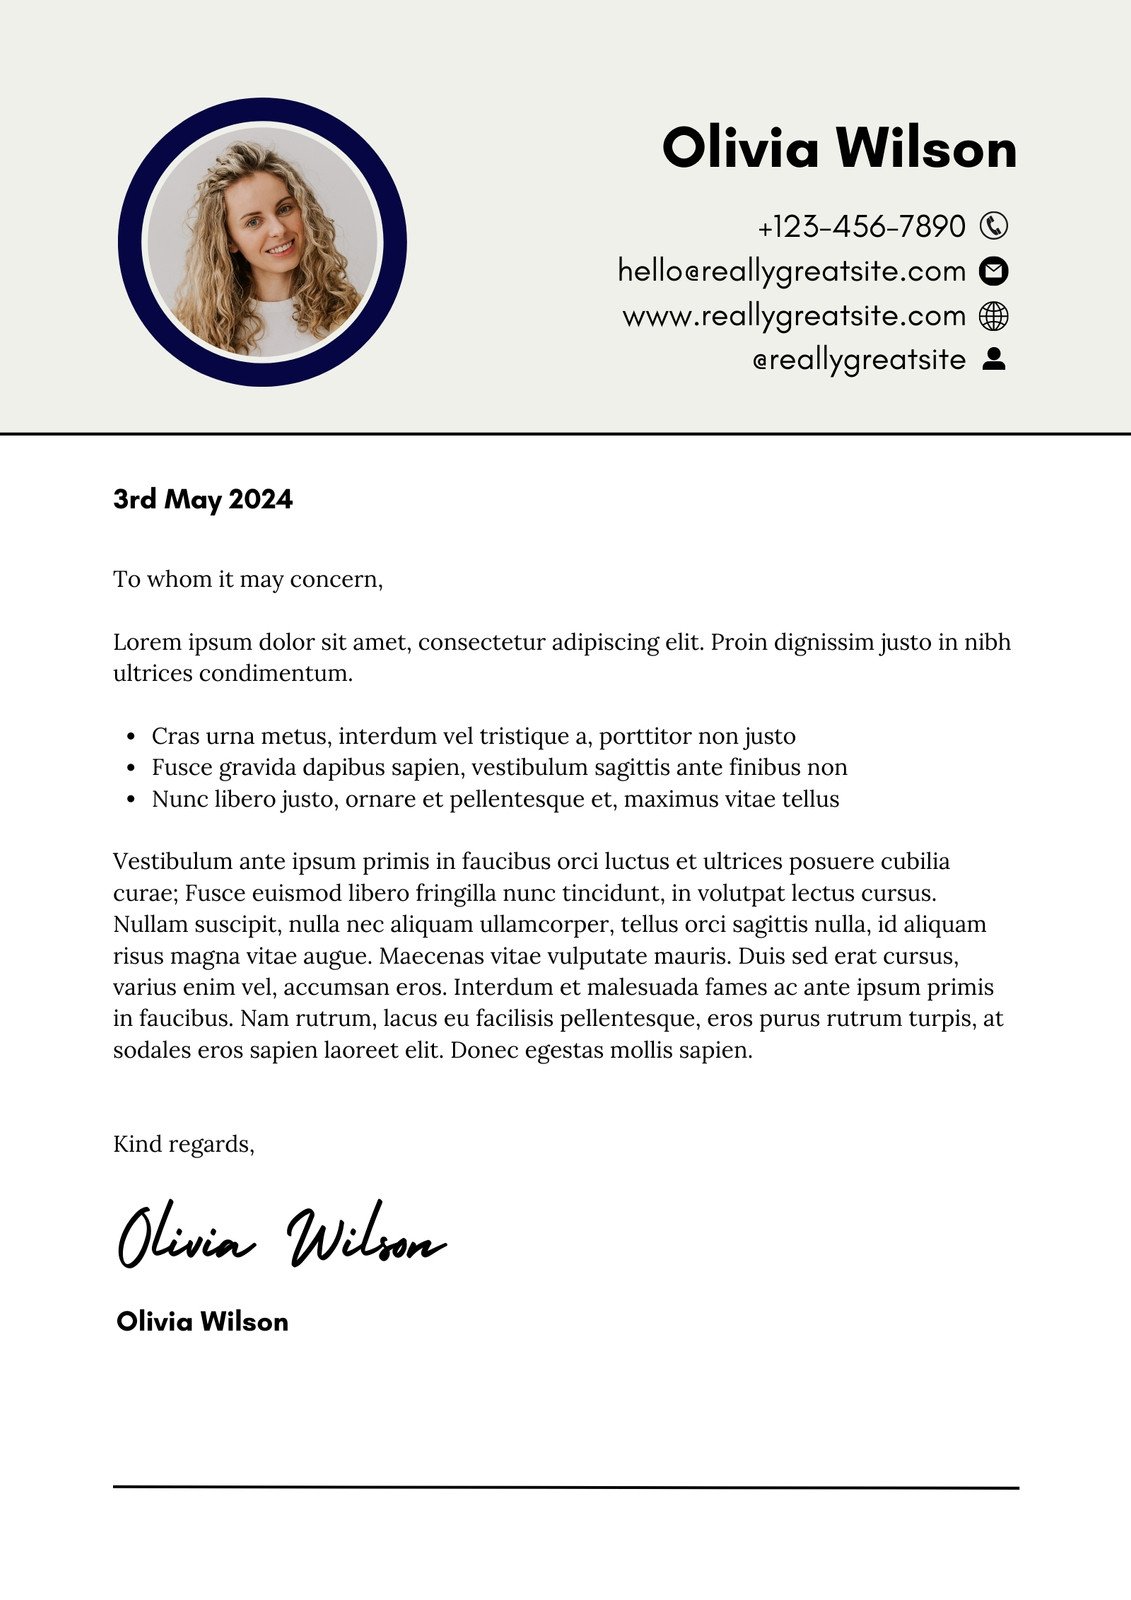 Olivia Wilson
+123-456-7890
hello@reallygreatsite.com
www.reallygreatsite.com
@reallygreatsite
3rd May 2024
To whom it may concern,
Lorem ipsum dolor sit amet, consectetur adipiscing elit. Proin dignissim justo in nibh
ultrices condimentum.
• Cras urna metus, interdum vel tristique a, porttitor non justo
• Fusce gravida dapibus sapien, vestibulum sagittis ante finibus non
• Nunc libero justo, ornare et pellentesque et, maximus vitae tellus
Vestibulum ante ipsum primis in faucibus orci luctus et ultrices posuere cubilia
curae; Fusce euismod libero fringilla nunc tincidunt, in volutpat lectus cursus.
Nullam suscipit, nulla nec aliquam ullamcorper, tellus orci sagittis nulla, id aliquam
risus magna vitae augue. Maecenas vitae vulputate mauris. Duis sed erat cursus,
varius enim vel, accumsan eros. Interdum et malesuada fames ac ante ipsum primis
in faucibus. Nam rutrum, lacus eu facilisis pellentesque, eros purus rutrum turpis, at
sodales eros sapien laoreet elit. Donec egestas mollis sapien.
Kind regards,
Olivia Wilson
Olivia Wilson